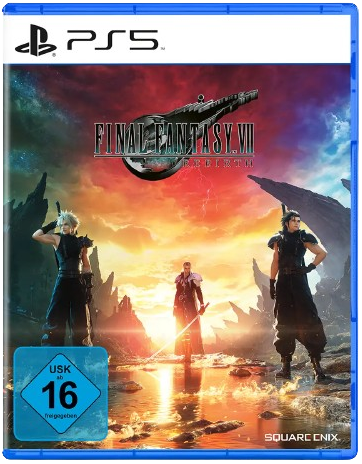 PS5
FINAL FANTASY VII
REBIRTH
USK
ab
16
freigegeben
SQUARE ENIX